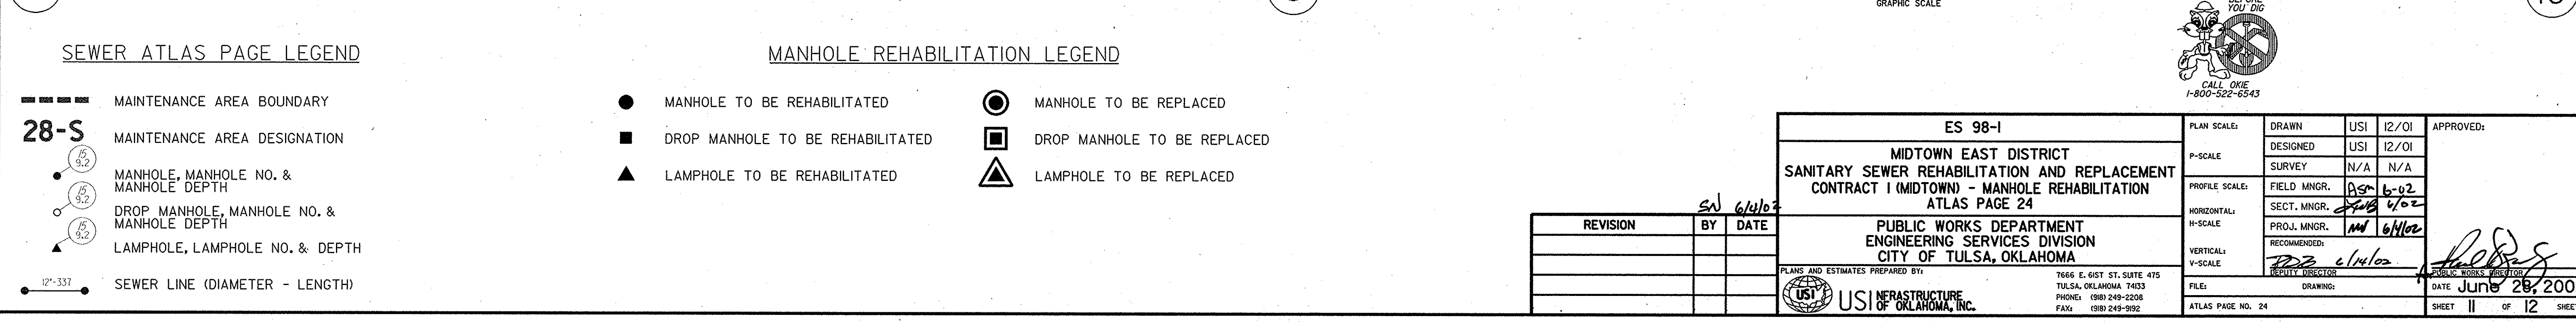 GRAPHIC SCALE
YOU DIG
CALL OKIE
1-800-522-6543
SEWER ATLAS PAGE LEGEND
MAINTENANCE AREA BOUNDARY
28-S
MAINTENANCE AREA DESIGNATION
15
9.2
MANHOLE, MANHOLE NO. &
MANHOLE DEPTH
15
9.2
DROP MANHOLE, MANHOLE NO. &
MANHOLE DEPTH
15
9.2
LAMPHOLE, LAMPHOLE NO. & DEPTH
12"-337
SEWER LINE (DIAMETER - LENGTH)
MANHOLE REHABILITATION LEGEND
MANHOLE TO BE REHABILITATED
DROP MANHOLE TO BE REHABILITATED
LAMPHOLE TO BE REHABILITATED
MANHOLE TO BE REPLACED
DROP MANHOLE TO BE REPLACED
LAMPHOLE TO BE REPLACED
SN 6/4/02
REVISION BY DATE
ES 98-1
MIDTOWN EAST DISTRICT
SANITARY SEWER REHABILITATION AND REPLACEMENT
CONTRACT 1 (MIDTOWN) - MANHOLE REHABILITATION
ATLAS PAGE 24
PUBLIC WORKS DEPARTMENT
ENGINEERING SERVICES DIVISION
CITY OF TULSA, OKLAHOMA
PLANS AND ESTIMATES PREPARED BY:
USI
USI INFRASTRUCTURE
OF OKLAHOMA, INC.
7666 E. 61ST ST. SUITE 475
TULSA, OKLAHOMA 74133
PHONE: (918) 249-2208
FAX: (918) 249-9192
PLAN SCALE:
P-SCALE
PROFILE SCALE:
HORIZONTAL:
H-SCALE
VERTICAL:
V-SCALE
DRAWN USI 12/01
DESIGNED USI 12/01
SURVEY N/A N/A
FIELD MNGR. 6-02
SECT. MNGR. 6/02
PROJ. MNGR. 6/4/02
RECOMMENDED:
6/14/02
DEPUTY DIRECTOR
FILE: DRAWING:
ATLAS PAGE NO. 24
APPROVED:
PUBLIC WORKS DIRECTOR
DATE June 28, 200
SHEET 11 OF 12 SHEE